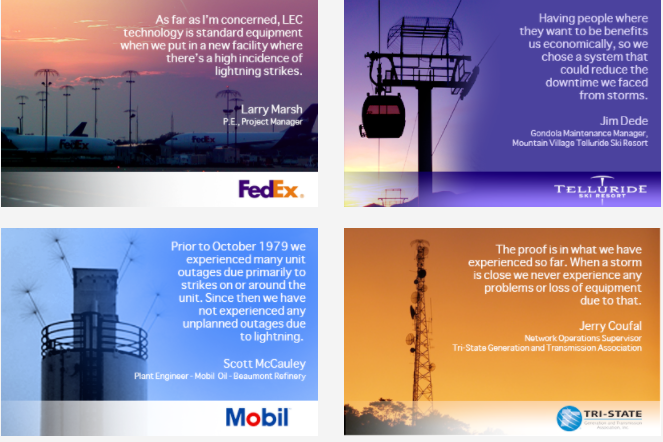 As far as I'm concerned, LEC
technology is standard equipment
when we put in a new facility where
there's a high incidence of
lightning strikes.
Larry Marsh
P.E., Project Manager
FedEx
FedEx.
Having people where
they want to be benefits
us economically, so we
chose a system that
could reduce the
downtime we faced
from storms.
Jim Dede
Gondola Maintenance Manager,
Mountain Village Telluride Ski Resort
TELLURIDE
SKI RESORT
Prior to October 1979 we
experienced many unit
outages due primarily to
strikes on or around the
unit. Since then we have
not experienced any
unplanned outages due
to lightning.
Scott McCauley
Plant Engineer - Mobil Oil - Beaumont Refinery
Mobil
The proof is in what we have
experienced so far. When a storm
is close we never experience any
problems or loss of equipment
due to that.
Jerry Coufal
Network Operations Supervisor
Tri-State Generation and Transmission Association
TRI-STATE
Generation and Transmission
Association, Inc.